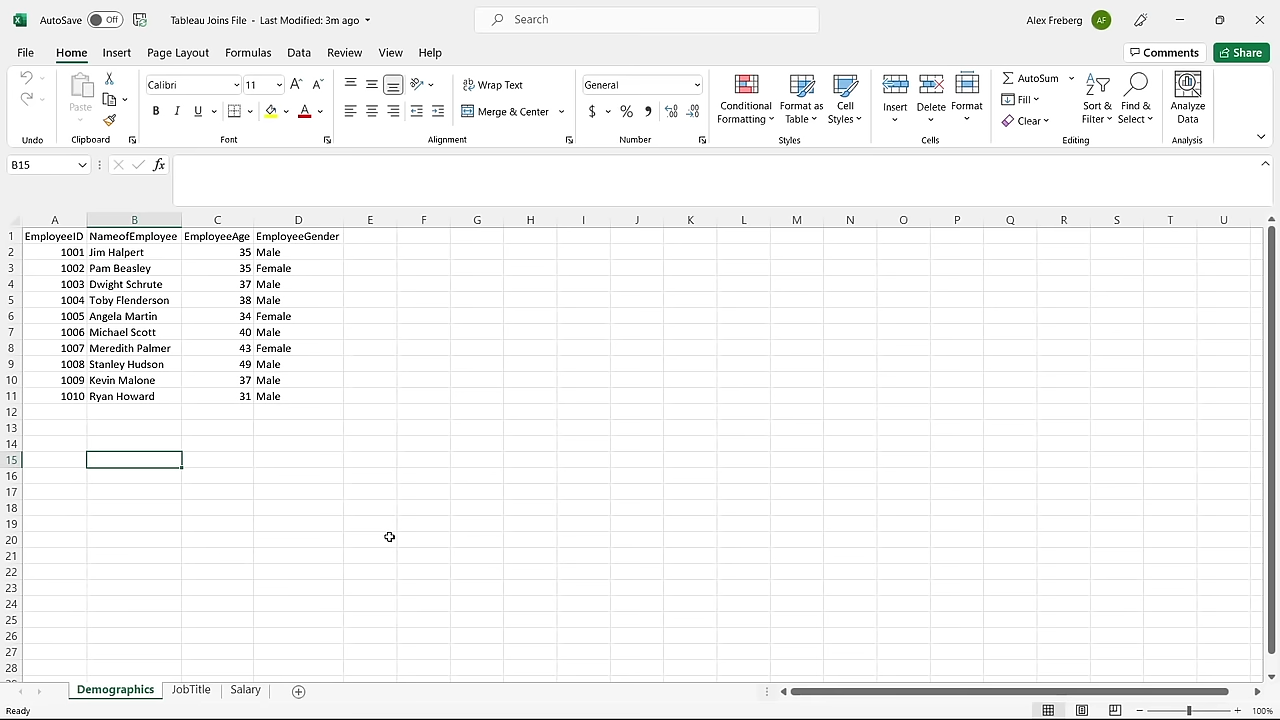 AutoSave Off Tableau Joins File - Last Modified: 3m ago Search Alex Freberg AF
File Home Insert Page Layout Formulas Data Review View Help Comments Share
Calibri 11 Wrap Text General AutoSum
Paste B I U Merge & Center $ % Conditional Formatting Format as Table Cell Styles Insert Delete Format Fill Sort & Filter Find & Select Analyze Data
Clear
Undo Clipboard Font Alignment Number Styles Cells Editing Analysis
B15 fx
A B C D E F G H I J K L M N O P Q R S T U
1 EmployeeID NameofEmployee EmployeeAge EmployeeGender
2 1001 Jim Halpert 35 Male
3 1002 Pam Beasley 35 Female
4 1003 Dwight Schrute 37 Male
5 1004 Toby Flenderson 38 Male
6 1005 Angela Martin 34 Female
7 1006 Michael Scott 40 Male
8 1007 Meredith Palmer 43 Female
9 1008 Stanley Hudson 49 Male
10 1009 Kevin Malone 37 Male
11 1010 Ryan Howard 31 Male
12
13
14
15
16
17
18
19
20
21
22
23
24
25
26
27
28
Demographics JobTitle Salary
Ready 100%